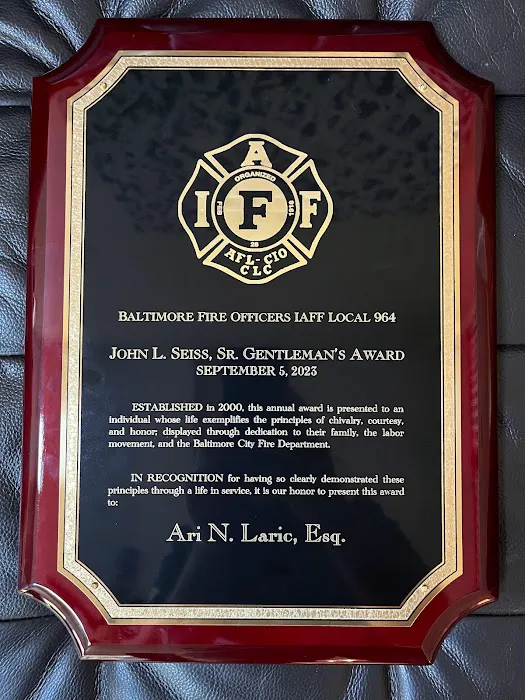 A
ORGANIZED
I FEB F 1918 F
28
AFL-CIO
CLC
BALTIMORE FIRE OFFICERS IAFF LOCAL 964
JOHN L. SEISS, SR. GENTLEMAN'S AWARD
SEPTEMBER 5, 2023
ESTABLISHED in 2000, this annual award is presented to an
individual whose life exemplifies the principles of chivalry, courtesy,
and honor; displayed through dedication to their family, the labor
movement, and the Baltimore City Fire Department.
IN RECOGNITION for having so clearly demonstrated these
principles through a life in service, it is our honor to present this award
to:
Ari N. Laric, Esq.